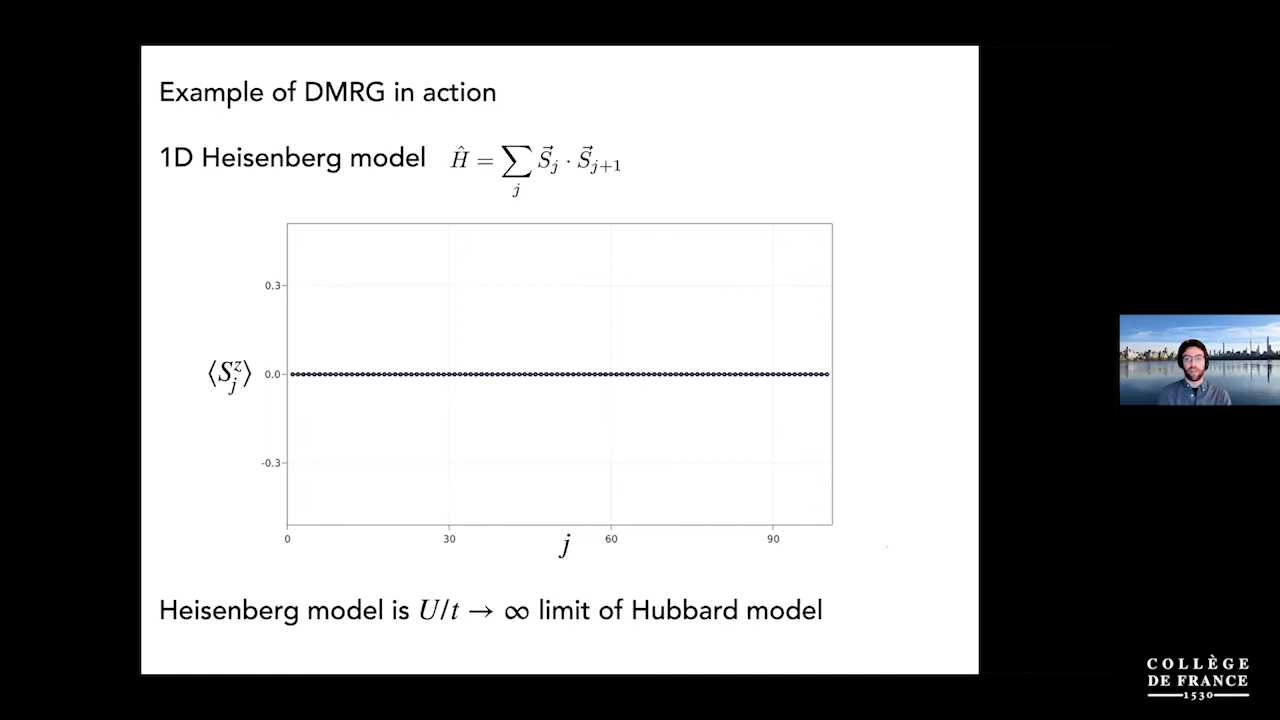 Example of DMRG in action
1D Heisenberg model Ĥ = ∑_j S⃗_j · S⃗_{j+1}
0.3
⟨S^z_j⟩ 0.0
-0.3
0 30 60 90
j
Heisenberg model is U/t → ∞ limit of Hubbard model
COLLÈGE
DE FRANCE
1530